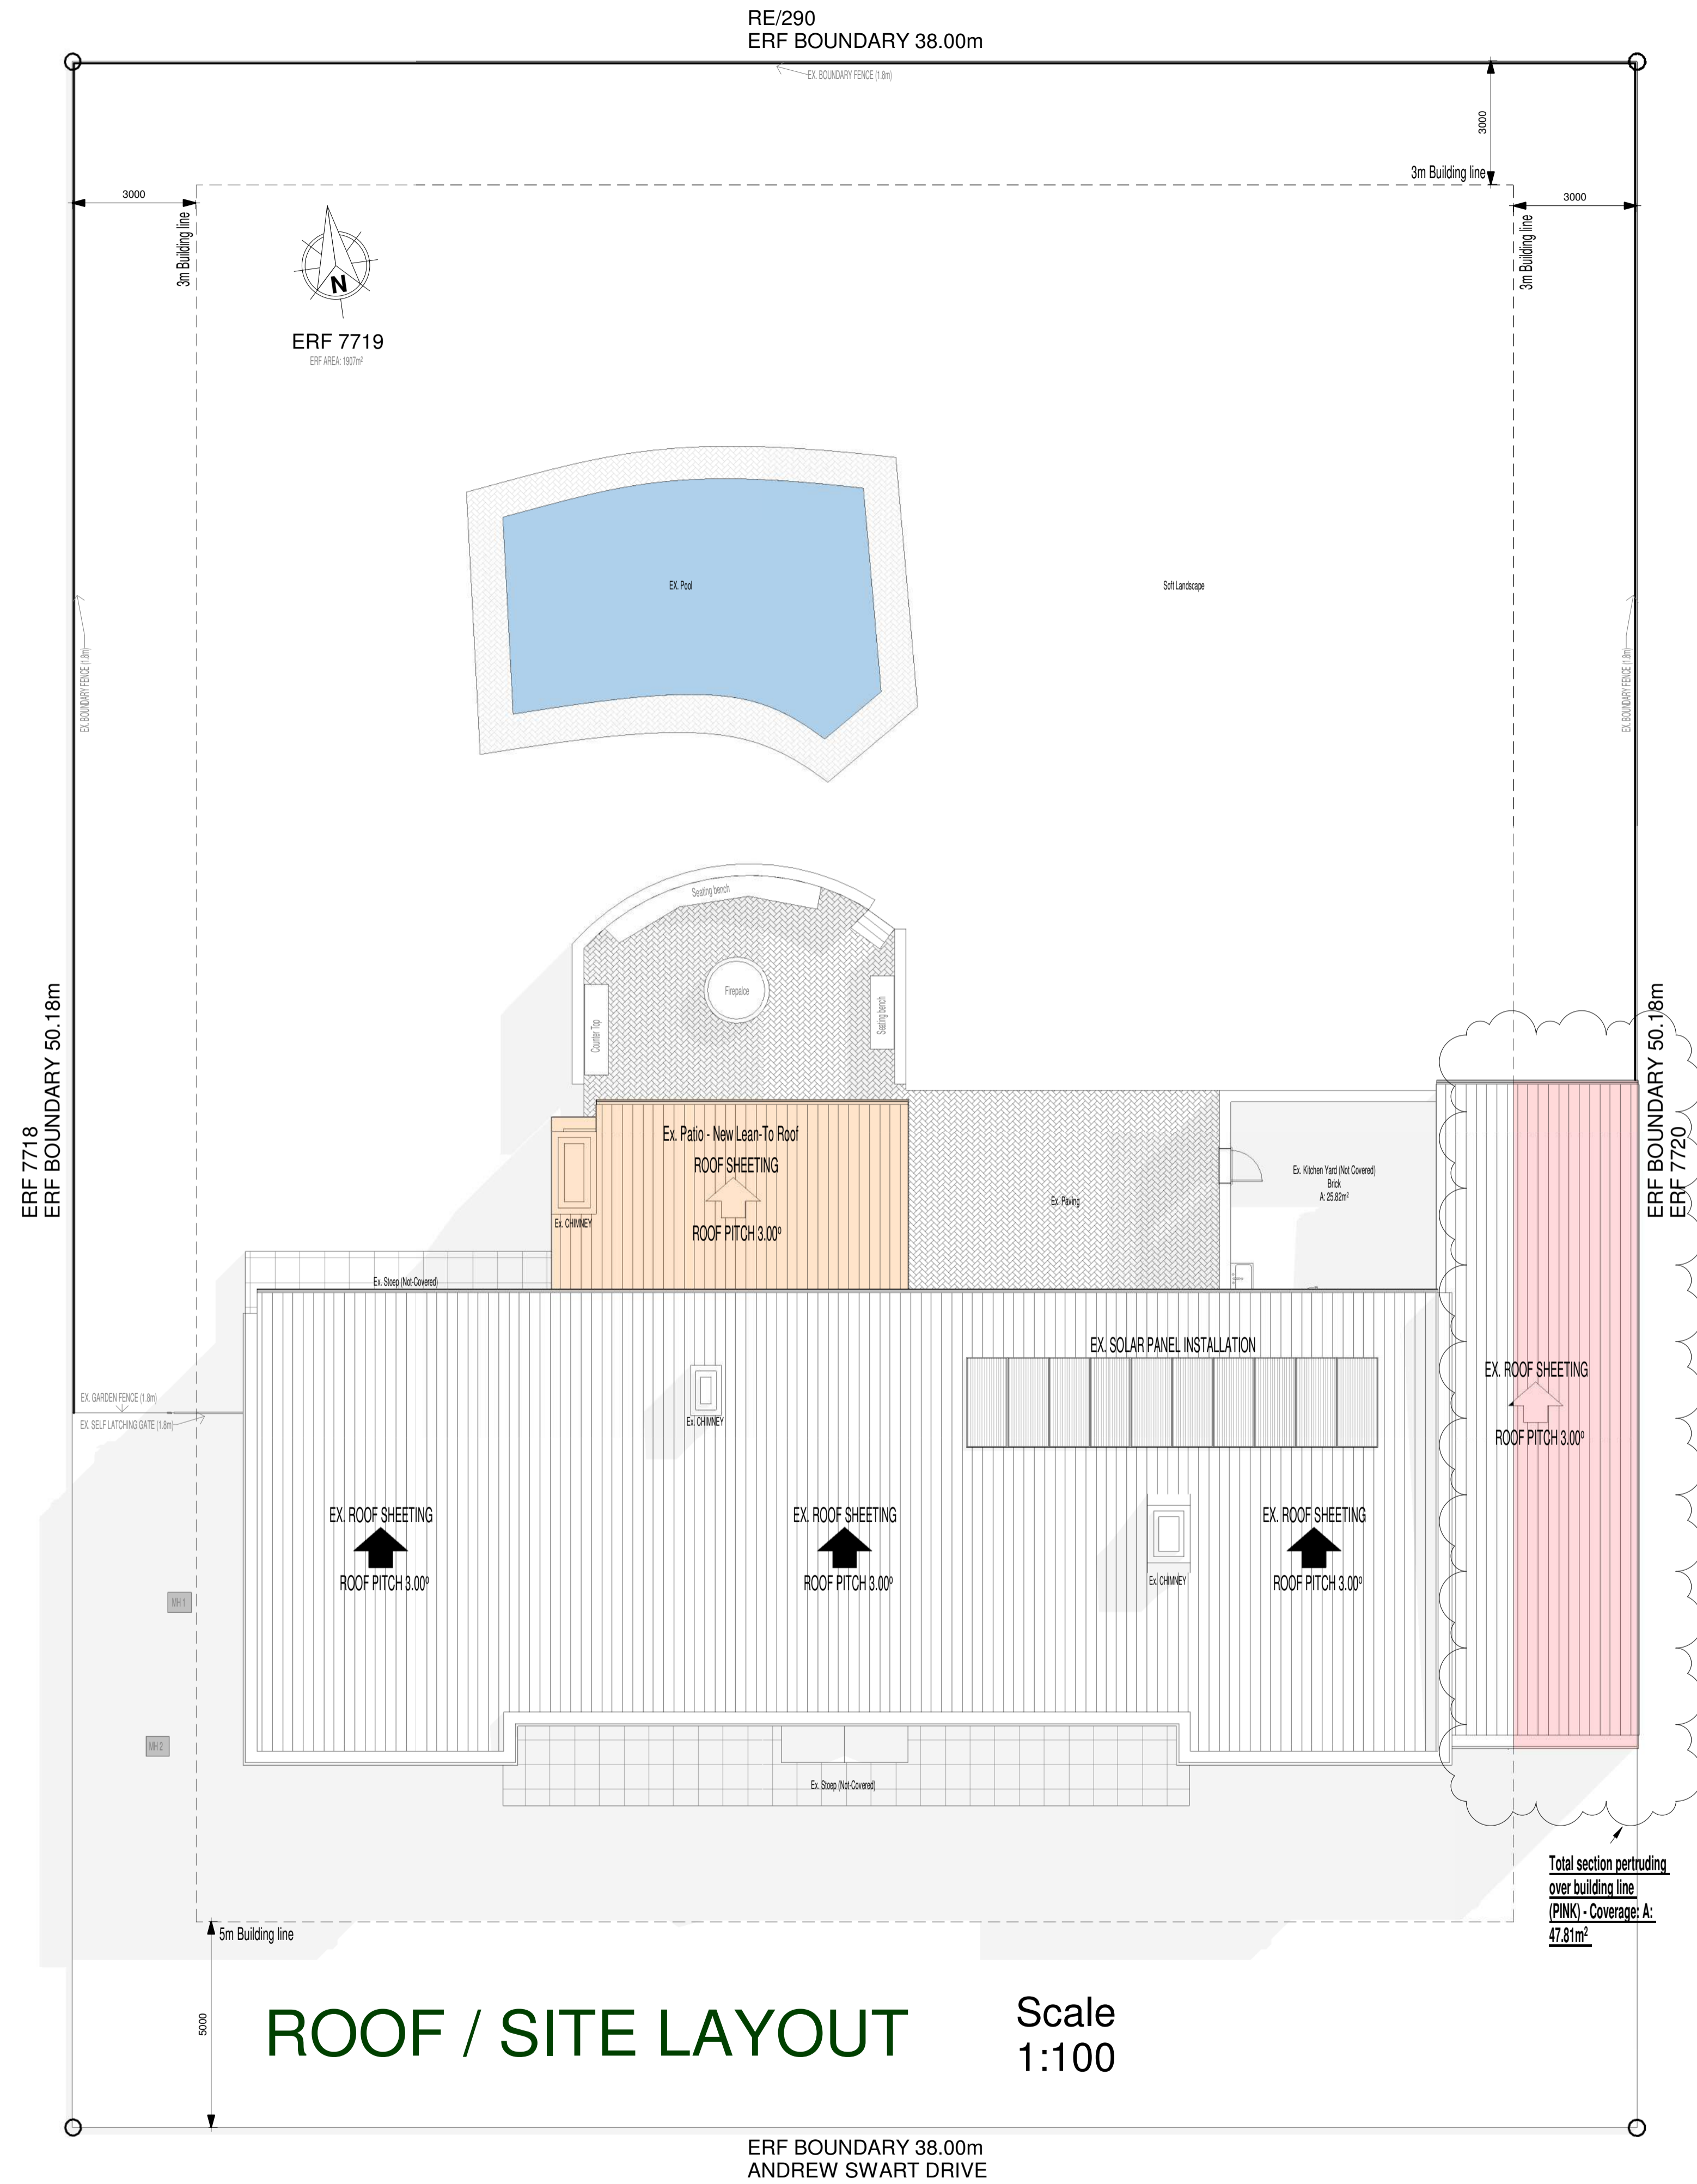 RE/290
ERF BOUNDARY 38.00m
EX. BOUNDARY FENCE (1.8m)
3000
3m Building line
3000
3000
3m Building line
3m Building line
N
ERF 7719
ERF AREA: 1907m²
EX. Pool
Soft Landscape
EX. BOUNDARY FENCE (1.8m)
EX. BOUNDARY FENCE (1.8m)
Seating bench
Firepalce
Counter Top
Seating bench
ERF 7718
ERF BOUNDARY 50.18m
ERF BOUNDARY 50.18m
ERF 7720
Ex. Patio - New Lean-To Roof
ROOF SHEETING
ROOF PITCH 3.00º
Ex. CHIMNEY
Ex. Paving
Ex. Kitchen Yard (Not Covered)
Brick
A: 25.82m²
Ex. Stoep (Not-Covered)
EX. SOLAR PANEL INSTALLATION
EX. ROOF SHEETING
ROOF PITCH 3.00º
EX. GARDEN FENCE (1.8m)
EX. SELF LATCHING GATE (1.8m)
Ex. CHIMNEY
EX. ROOF SHEETING
ROOF PITCH 3.00º
EX. ROOF SHEETING
ROOF PITCH 3.00º
EX. ROOF SHEETING
ROOF PITCH 3.00º
Ex. CHIMNEY
MH 1
MH 2
Ex. Stoep (Not-Covered)
Total section pertruding
over building line
(PINK) - Coverage: A:
47.81m²
5m Building line
5000
ROOF / SITE LAYOUT
Scale
1:100
ERF BOUNDARY 38.00m
ANDREW SWART DRIVE